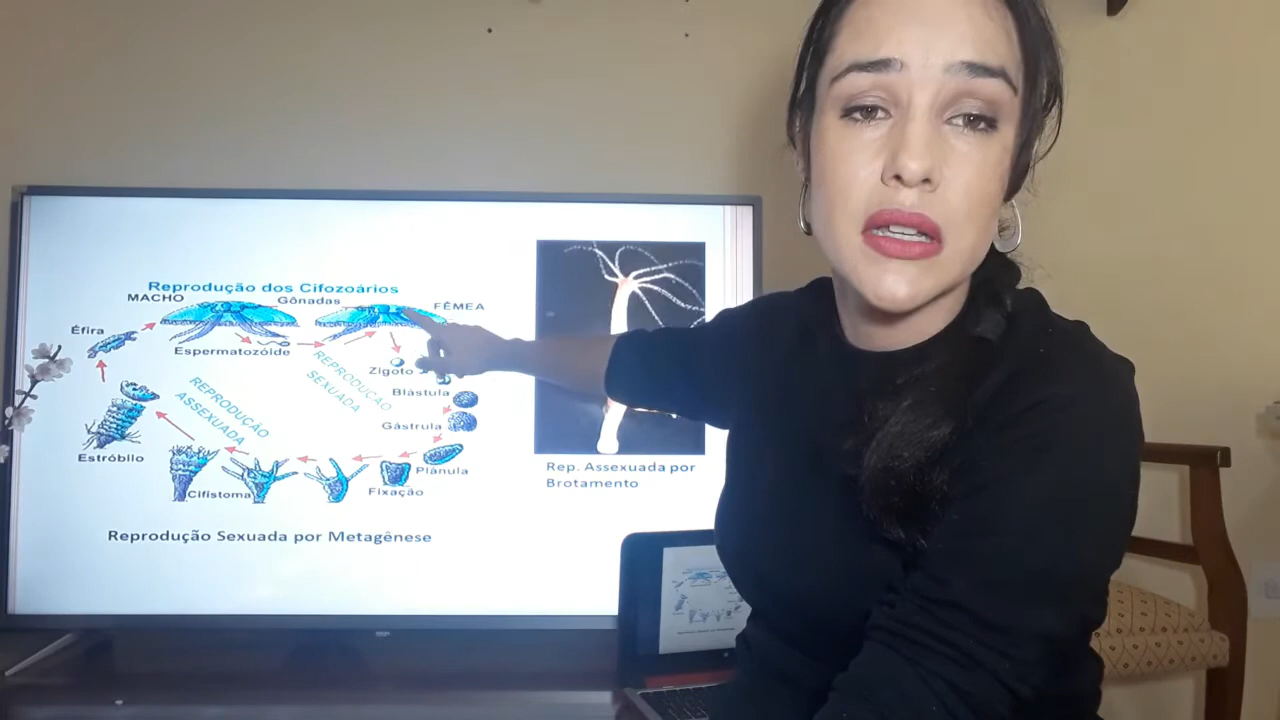 Reprodução dos Cifozoários
MACHO
Gônadas
FÊMEA
Éfira
Espermatozóide
Zigoto
REPRODUÇÃO
SEXUADA
Blástula
REPRODUÇÃO
ASSEXUADA
Gástrula
Estróbilo
Plânula
Cifistoma
Fixação
Rep. Assexuada por
Brotamento
Reprodução Sexuada por Metagênese